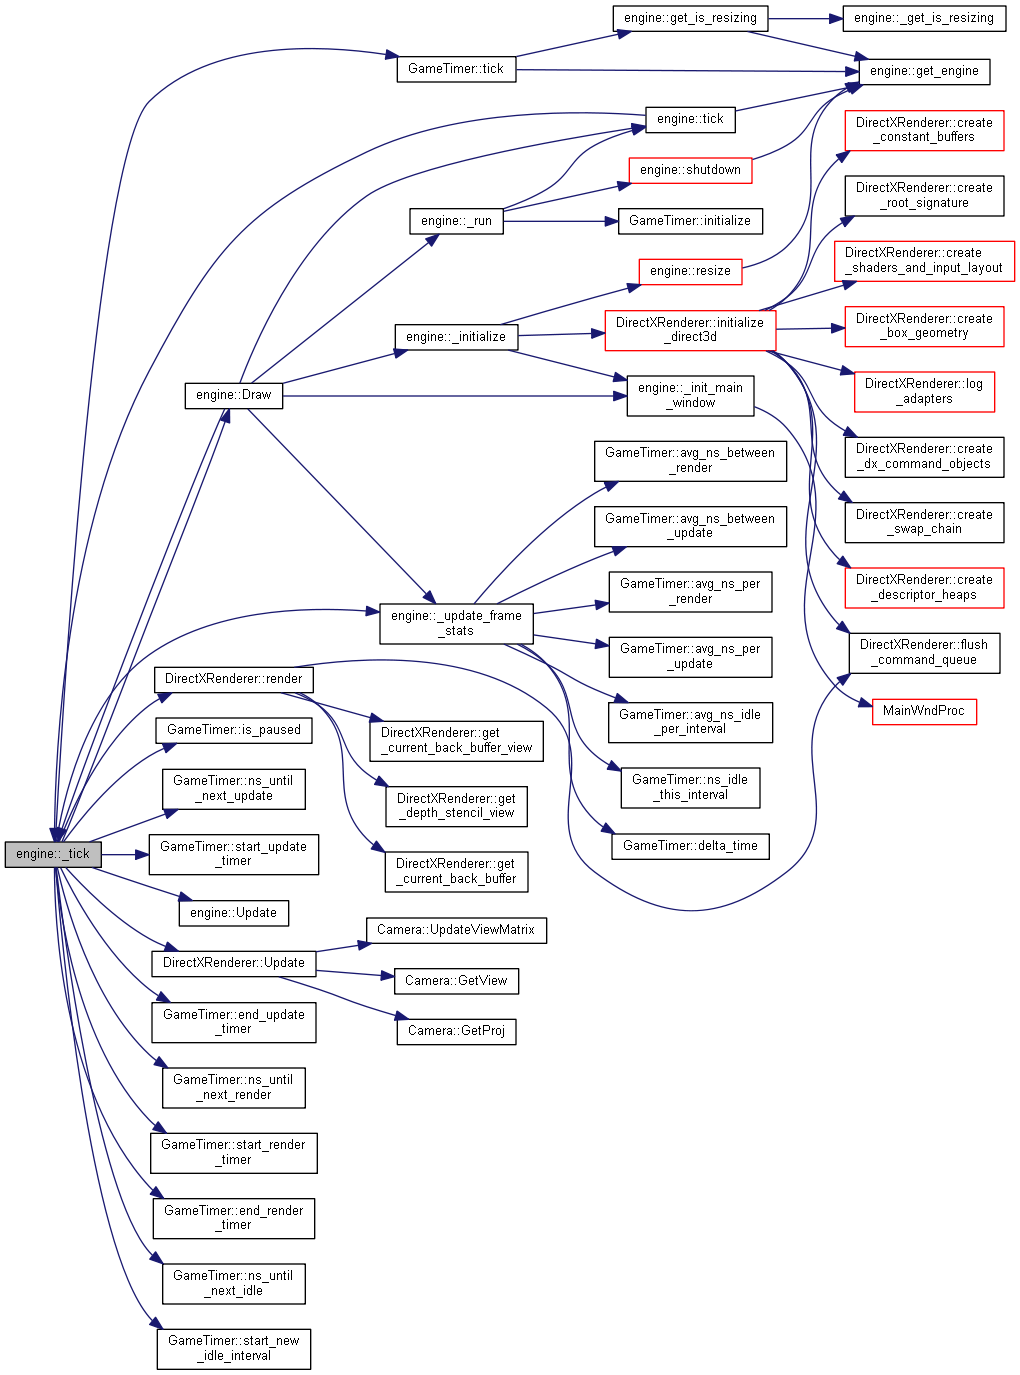 engine::get_is_resizing
engine::_get_is_resizing
GameTimer::tick
engine::get_engine
engine::tick
DirectXRenderer::create
_constant_buffers
engine::shutdown
DirectXRenderer::create
_root_signature
engine::_run
GameTimer::initialize
DirectXRenderer::create
_shaders_and_input_layout
engine::resize
DirectXRenderer::initialize
_direct3d
DirectXRenderer::create
_box_geometry
engine::_initialize
DirectXRenderer::log
_adapters
engine::Draw
engine::_init_main
_window
DirectXRenderer::create
_dx_command_objects
GameTimer::avg_ns_between
_render
DirectXRenderer::create
_swap_chain
GameTimer::avg_ns_between
_update
DirectXRenderer::create
_descriptor_heaps
GameTimer::avg_ns_per
_render
engine::_update_frame
_stats
GameTimer::avg_ns_per
_update
DirectXRenderer::flush
_command_queue
DirectXRenderer::render
GameTimer::avg_ns_idle
_per_interval
MainWndProc
GameTimer::is_paused
DirectXRenderer::get
_current_back_buffer_view
GameTimer::ns_until
_next_update
GameTimer::ns_idle
_this_interval
DirectXRenderer::get
_depth_stencil_view
engine::_tick
GameTimer::start_update
_timer
GameTimer::delta_time
DirectXRenderer::get
_current_back_buffer
engine::Update
Camera::UpdateViewMatrix
DirectXRenderer::Update
Camera::GetView
GameTimer::end_update
_timer
Camera::GetProj
GameTimer::ns_until
_next_render
GameTimer::start_render
_timer
GameTimer::end_render
_timer
GameTimer::ns_until
_next_idle
GameTimer::start_new
_idle_interval